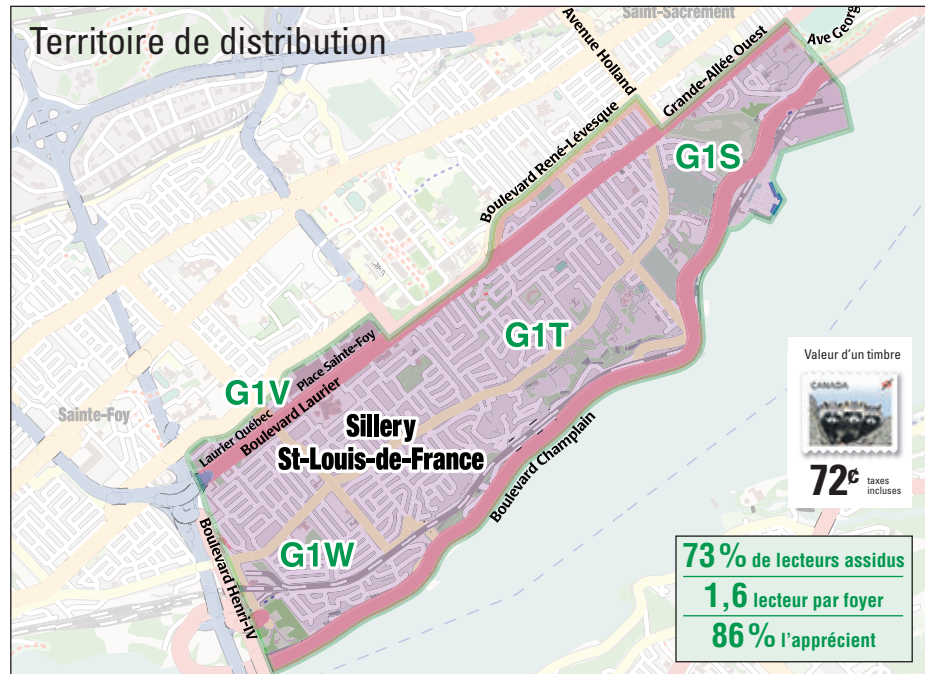 Territoire de distribution
Saint-Sacrement
Avenue Holland
Grande-Allée Ouest
Ave Georg
Boulevard René-Lévesque
G1S
G1T
G1V
Place Sainte-Foy
Laurier Québec
Boulevard Laurier
Sainte-Foy
Sillery
St-Louis-de-France
Boulevard Champlain
G1W
Boulevard Henri-IV
Valeur d'un timbre
CANADA
72¢ taxes
incluses
73 % de lecteurs assidus
1,6 lecteur par foyer
86 % l'apprécient